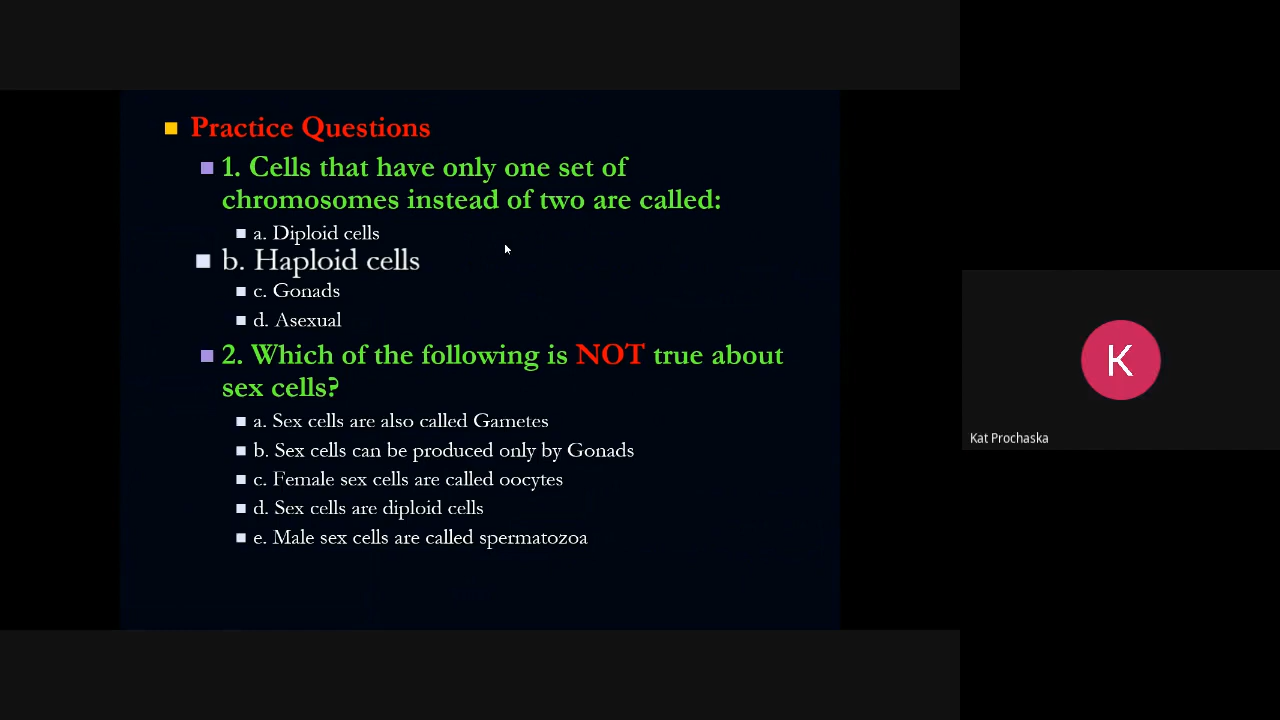 Practice Questions
1. Cells that have only one set of
chromosomes instead of two are called:
a. Diploid cells
b. Haploid cells
c. Gonads
d. Asexual
2. Which of the following is NOT true about
sex cells?
a. Sex cells are also called Gametes
b. Sex cells can be produced only by Gonads
c. Female sex cells are called oocytes
d. Sex cells are diploid cells
e. Male sex cells are called spermatozoa
K
Kat Prochaska